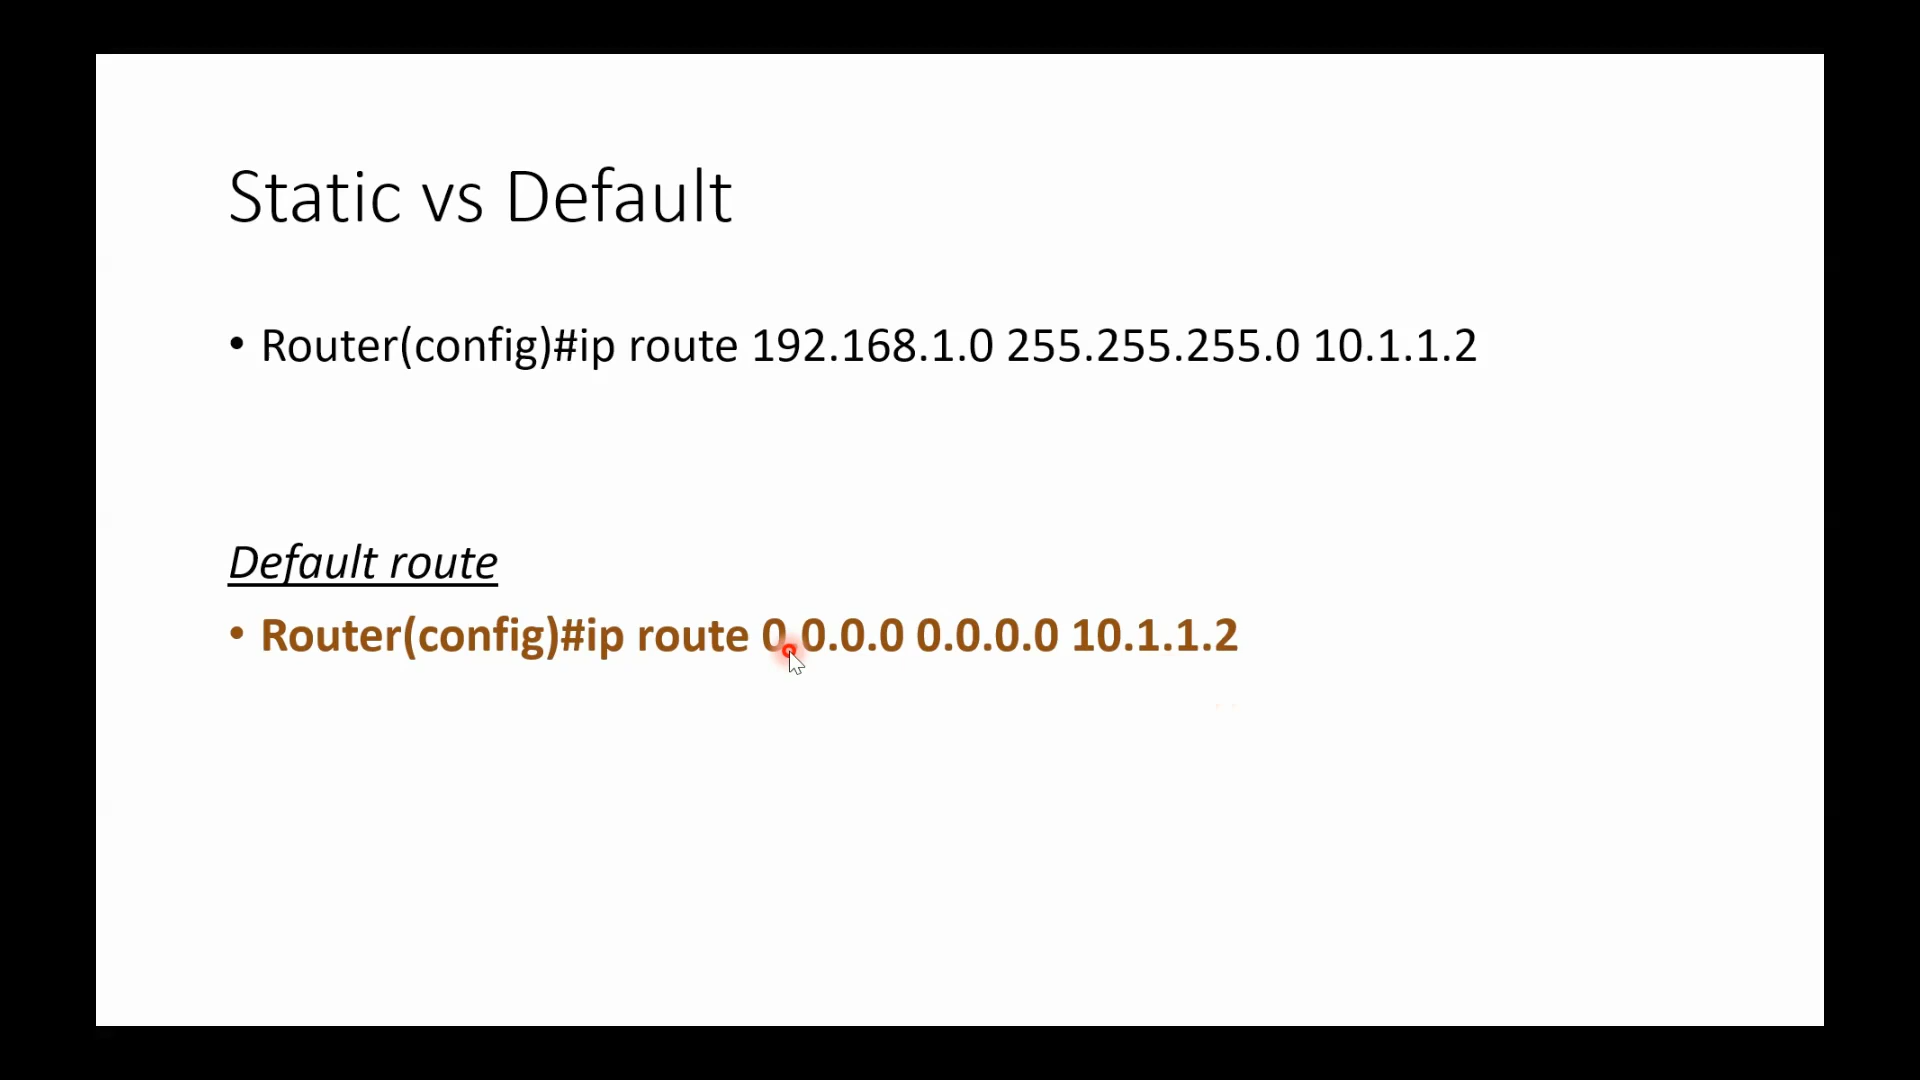 Static vs Default
• Router(config)#ip route 192.168.1.0 255.255.255.0 10.1.1.2
Default route
• Router(config)#ip route 0.0.0.0 0.0.0.0 10.1.1.2